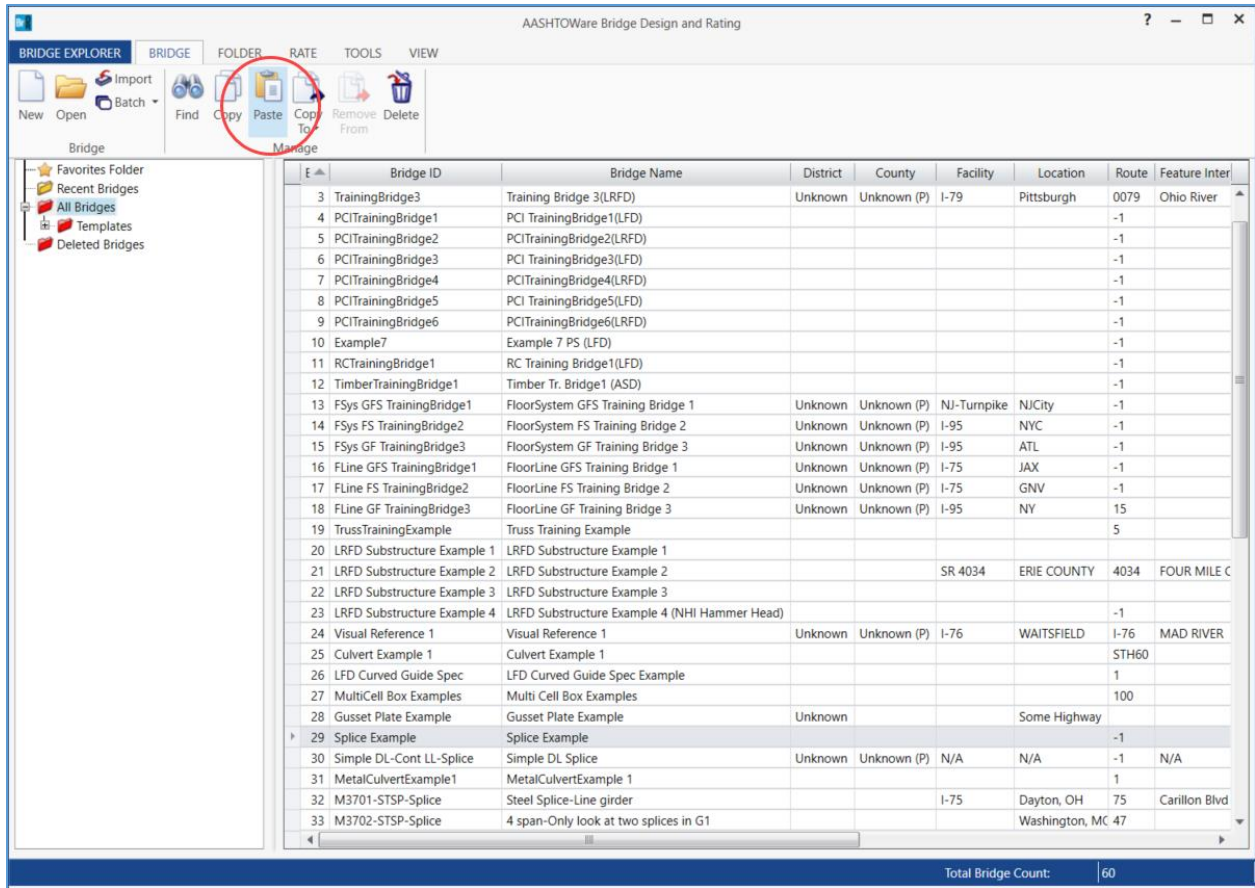 Br
AASHTOWare Bridge Design and Rating
?
BRIDGE EXPLORER BRIDGE FOLDER RATE TOOLS VIEW
New Open Import Batch Find Copy Paste Copy To Remove From Delete
Bridge Manage
Favorites Folder
Recent Bridges
All Bridges
Templates
Deleted Bridges
Bridge ID Bridge Name District County Facility Location Route Feature Inter
3 TrainingBridge3 Training Bridge 3(LRFD) Unknown Unknown (P) I-79 Pittsburgh 0079 Ohio River
4 PCITrainingBridge1 PCI TrainingBridge1(LFD) -1
5 PCITrainingBridge2 PCITrainingBridge2(LRFD) -1
6 PCITrainingBridge3 PCI TrainingBridge3(LFD) -1
7 PCITrainingBridge4 PCITrainingBridge4(LRFD) -1
8 PCITrainingBridge5 PCI TrainingBridge5(LFD) -1
9 PCITrainingBridge6 PCITrainingBridge6(LRFD) -1
10 Example7 Example 7 PS (LFD) -1
11 RCTrainingBridge1 RC Training Bridge1(LFD) -1
12 TimberTrainingBridge1 Timber Tr. Bridge1 (ASD) -1
13 FSys GFS TrainingBridge1 FloorSystem GFS Training Bridge 1 Unknown Unknown (P) NJ-Turnpike NJCity -1
14 FSys FS TrainingBridge2 FloorSystem FS Training Bridge 2 Unknown Unknown (P) I-95 NYC -1
15 FSys GF TrainingBridge3 FloorSystem GF Training Bridge 3 Unknown Unknown (P) I-95 ATL -1
16 FLine GFS TrainingBridge1 FloorLine GFS Training Bridge 1 Unknown Unknown (P) I-75 JAX -1
17 FLine FS TrainingBridge2 FloorLine FS Training Bridge 2 Unknown Unknown (P) I-75 GNV -1
18 FLine GF TrainingBridge3 FloorLine GF Training Bridge 3 Unknown Unknown (P) I-95 NY 15
19 TrussTrainingExample Truss Training Example 5
20 LRFD Substructure Example 1 LRFD Substructure Example 1
21 LRFD Substructure Example 2 LRFD Substructure Example 2 SR 4034 ERIE COUNTY 4034 FOUR MILE C
22 LRFD Substructure Example 3 LRFD Substructure Example 3
23 LRFD Substructure Example 4 LRFD Substructure Example 4 (NHI Hammer Head) -1
24 Visual Reference 1 Visual Reference 1 Unknown Unknown (P) I-76 WAITSFIELD I-76 MAD RIVER
25 Culvert Example 1 Culvert Example 1 STH60
26 LFD Curved Guide Spec LFD Curved Guide Spec Example 1
27 MultiCell Box Examples Multi Cell Box Examples 100
28 Gusset Plate Example Gusset Plate Example Unknown Some Highway
29 Splice Example Splice Example -1
30 Simple DL-Cont LL-Splice Simple DL Splice Unknown Unknown (P) N/A N/A -1 N/A
31 MetalCulvertExample1 MetalCulvertExample 1 1
32 M3701-STSP-Splice Steel Splice-Line girder I-75 Dayton, OH 75 Carillon Blvd
33 M3702-STSP-Splice 4 span-Only look at two splices in G1 Washington, MC 47
Total Bridge Count: 60